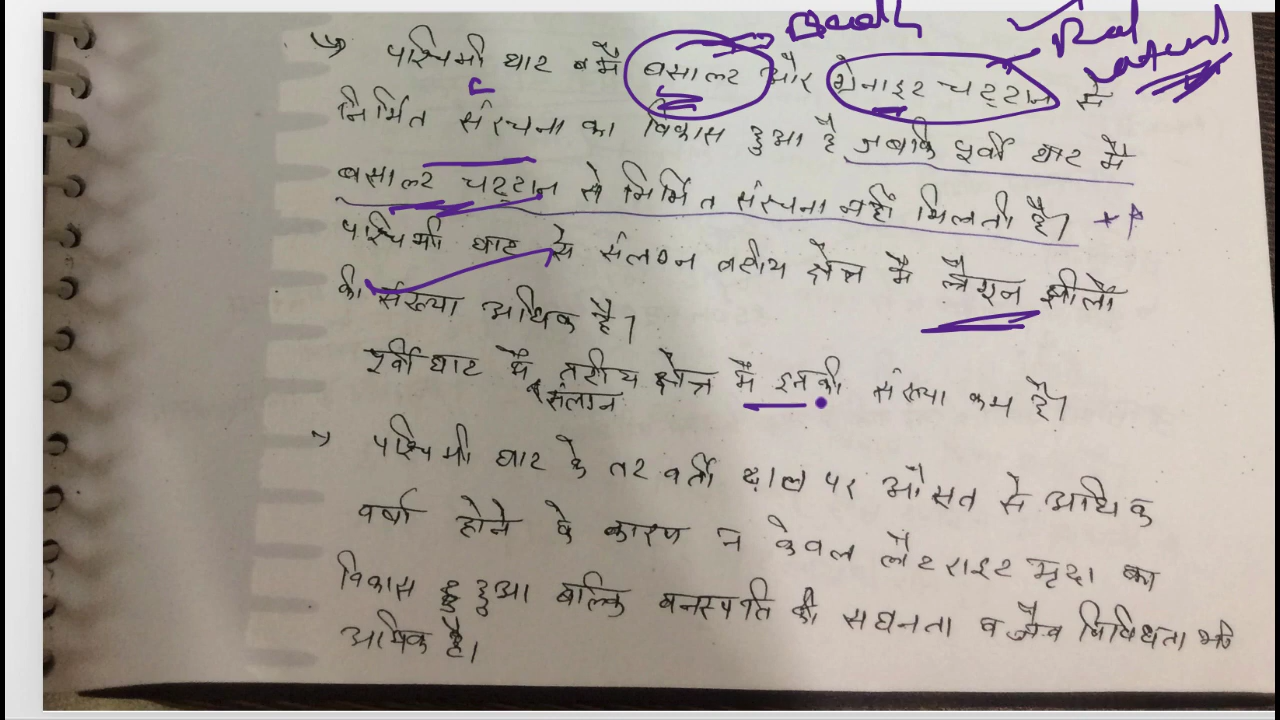 पश्चिमी घाट में बसाल्ट और ग्रेनाइट चट्टान से
निर्मित संरचना का विकास हुआ है जबकि पूर्वी घाट में
बसाल्ट चट्टान से निर्मित संरचना नहीं मिलती है।
पश्चिमी घाट से संलग्न तटीय क्षेत्र में लैगून झीलों
की संख्या अधिक है।
पूर्वी घाट के संलग्न तटीय क्षेत्र में इनकी संख्या कम है।
पश्चिमी घाट के तटवर्ती ढ़ाल पर औसत से अधिक
वर्षा होने के कारण न केवल लैटराइट मृदा का
विकास हुआ बल्कि वनस्पति की सघनता व जैव विविधता भी
अधिक है।